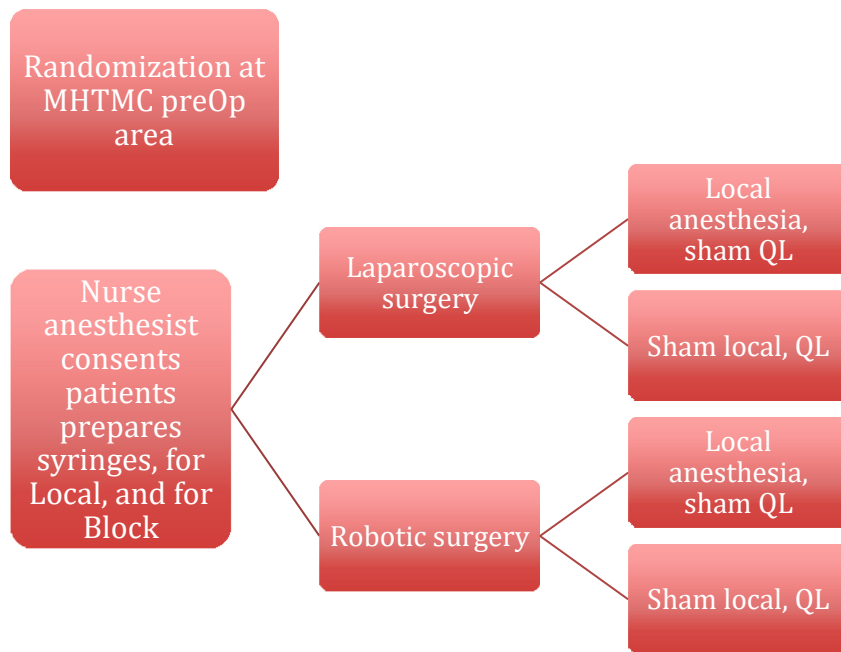 Randomization at
MHTMC preOp
area
Nurse
anesthesist
consents
patients
prepares
syringes, for
Local, and for
Block
Laparoscopic
surgery
Local
anesthesia,
sham QL
Sham local, QL
Robotic surgery
Local
anesthesia,
sham QL
Sham local, QL